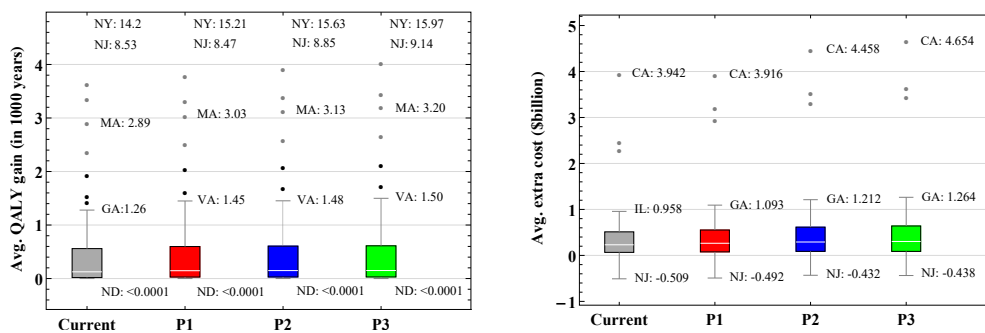 Avg. QALY gain (in 1000 years)
NY: 14.2 NY: 15.21 NY: 15.63 NY: 15.97
NJ: 8.53 NJ: 8.47 NJ: 8.85 NJ: 9.14
4
3
2
1
0
MA: 2.89 MA: 3.03 MA: 3.13 MA: 3.20
GA:1.26 VA: 1.45 VA: 1.48 VA: 1.50
ND: <0.0001 ND: <0.0001 ND: <0.0001 ND: <0.0001
Current P1 P2 P3
Avg. extra cost ($billion)
5
4
3
2
1
0
−1
CA: 3.942 CA: 3.916 CA: 4.458 CA: 4.654
IL: 0.958 GA: 1.093 GA: 1.212 GA: 1.264
NJ: -0.509 NJ: -0.492 NJ: -0.432 NJ: -0.438
Current P1 P2 P3